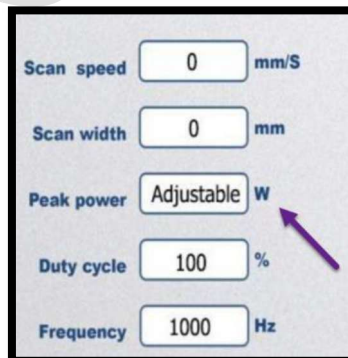 Scan speed 0 mm/S
Scan width 0 mm
Peak power Adjustable W
Duty cycle 100 %
Frequency 1000 Hz